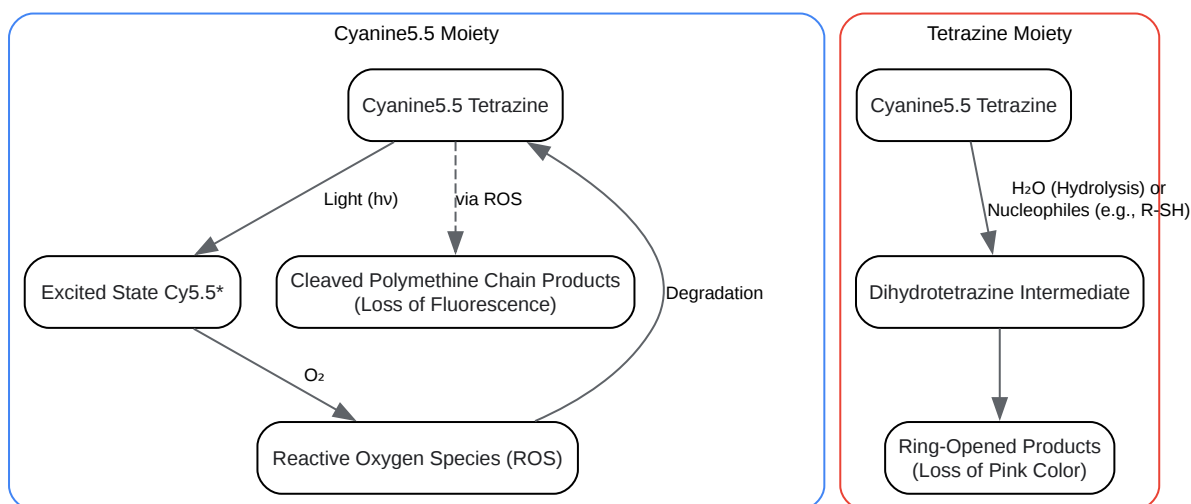 Cyanine5.5 Moiety
Cyanine5.5 Tetrazine
Light (hν)
via ROS
Excited State Cy5.5*
Cleaved Polymethine Chain Products
(Loss of Fluorescence)
Degradation
O₂
Reactive Oxygen Species (ROS)
Tetrazine Moiety
Cyanine5.5 Tetrazine
H₂O (Hydrolysis) or
Nucleophiles (e.g., R-SH)
Dihydrotetrazine Intermediate
Ring-Opened Products
(Loss of Pink Color)